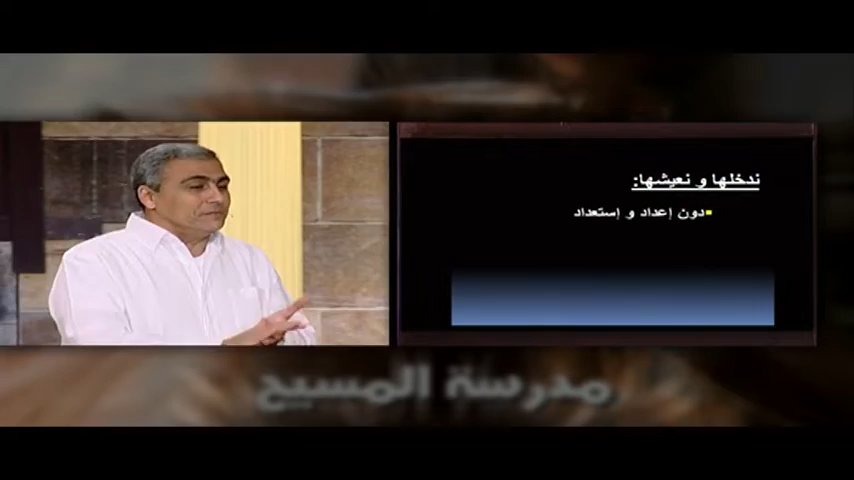 ندخلها و نعيشها:
دون إعداد و إستعداد
مدرسة المسيح